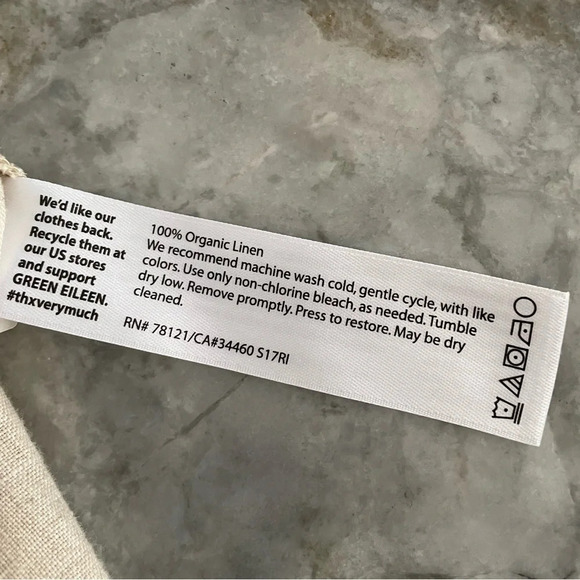 We'd like our
clothes back.
Recycle them at
our US stores
and support
GREEN EILEEN.
#thxverymuch
100% Organic Linen
We recommend machine wash cold, gentle cycle, with like
colors. Use only non-chlorine bleach, as needed. Tumble
dry low. Remove promptly. Press to restore. May be dry
cleaned.
RN# 78121/CA#34460 S17RI